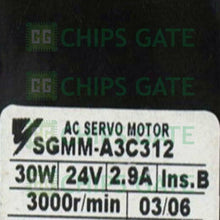 CHIPS GATE
CHIPS GATE
AC SERVO MOTOR
SGMM-A3C312
30W 24V 2.9A Ins.B
3000r/min 03/06